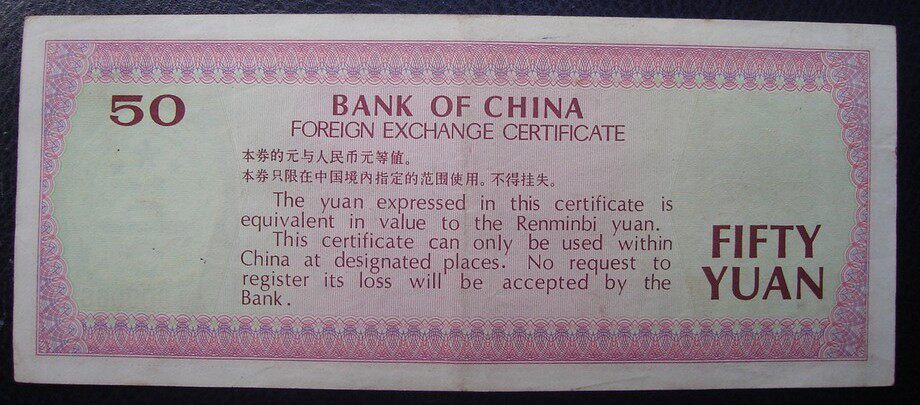 50
BANK OF CHINA
FOREIGN EXCHANGE CERTIFICATE
本券的元与人民币元等值。
本券只限在中国境内指定的范围使用。不得挂失。
The yuan expressed in this certificate is
equivalent in value to the Renminbi yuan.
This certificate can only be used within
China at designated places. No request to
register its loss will be accepted by the
Bank.
FIFTY
YUAN